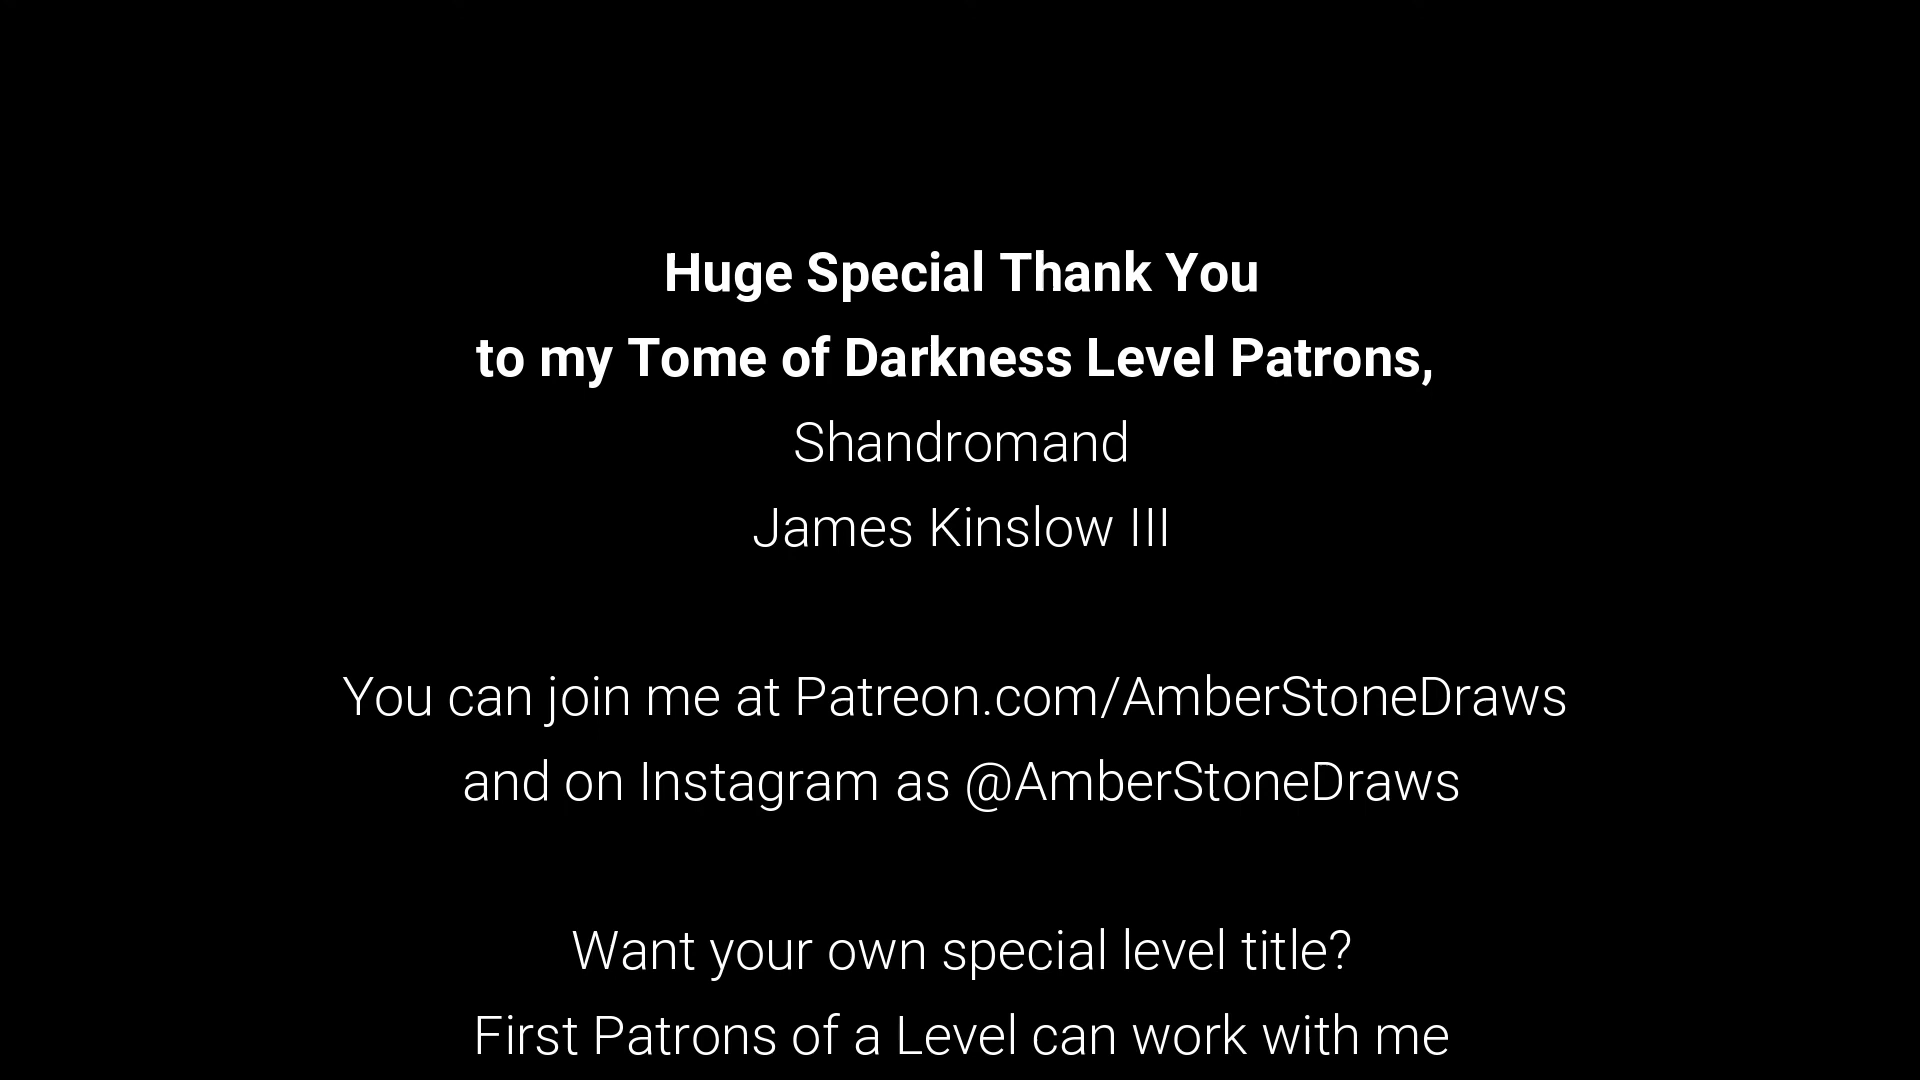 Huge Special Thank You
to my Tome of Darkness Level Patrons,
Shandromand
James Kinslow III
You can join me at Patreon.com/AmberStoneDraws
and on Instagram as @AmberStoneDraws
Want your own special level title?
First Patrons of a Level can work with me